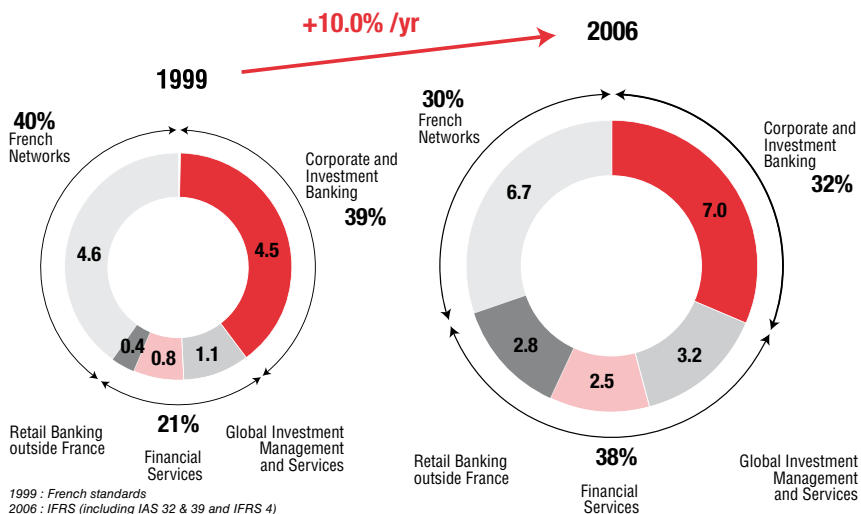 +10.0% /yr
1999
2006
40%
French
Networks
Corporate and
Investment
Banking
39%
4.6
4.5
0.4
0.8
1.1
21%
Retail Banking
outside France
Financial
Services
Global Investment
Management
and Services
30%
French
Networks
Corporate and
Investment
Banking
32%
6.7
7.0
2.8
2.5
3.2
38%
Retail Banking
outside France
Financial
Services
Global Investment
Management
and Services
1999 : French standards
2006 : IFRS (including IAS 32 & 39 and IFRS 4)